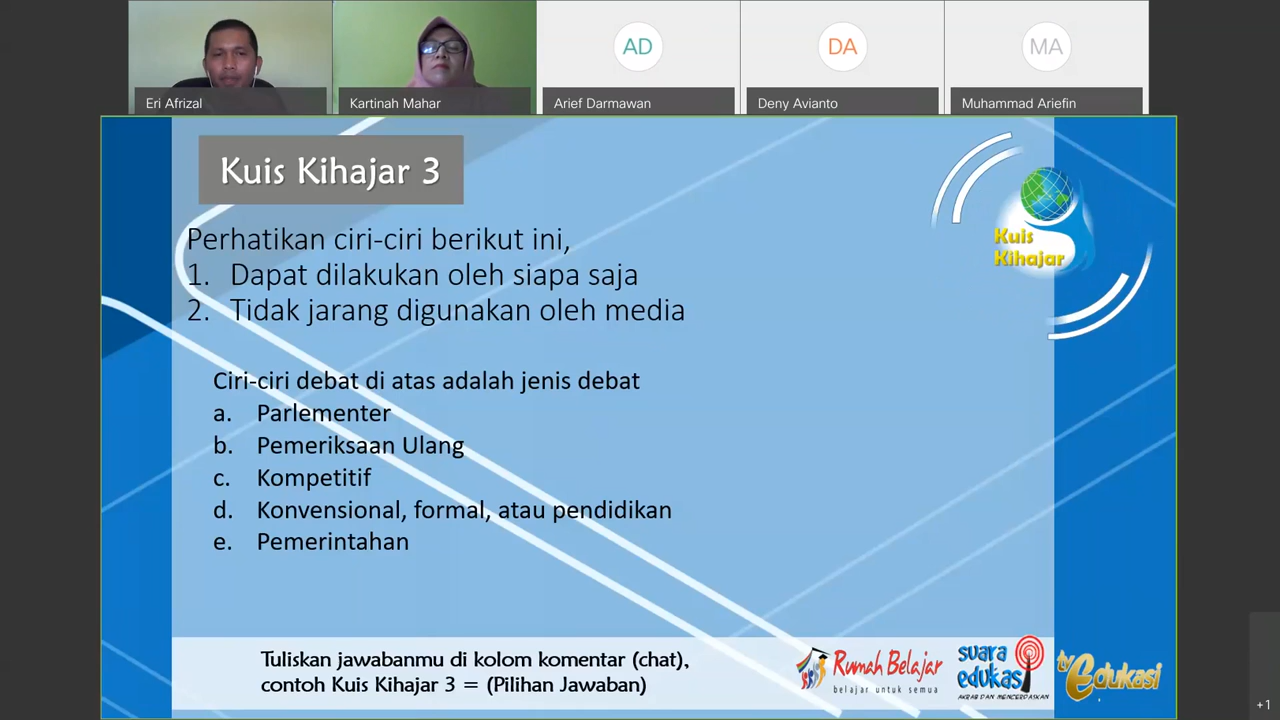 AD
DA
MA
Eri Afrizal
Kartinah Mahar
Arief Darmawan
Deny Avianto
Muhammad Ariefin
Kuis Kihajar 3
Kuis
Kihajar
Perhatikan ciri-ciri berikut ini,
1. Dapat dilakukan oleh siapa saja
2. Tidak jarang digunakan oleh media
Ciri-ciri debat di atas adalah jenis debat
a. Parlementer
b. Pemeriksaan Ulang
c. Kompetitif
d. Konvensional, formal, atau pendidikan
e. Pemerintahan
Tuliskan jawabanmu di kolom komentar (chat),
contoh Kuis Kihajar 3 = (Pilihan Jawaban)
Rumah Belajar
belajar untuk semua
suara
edukasi
AKRAB DAN MENCERDASKAN
tv Edukasi
+1